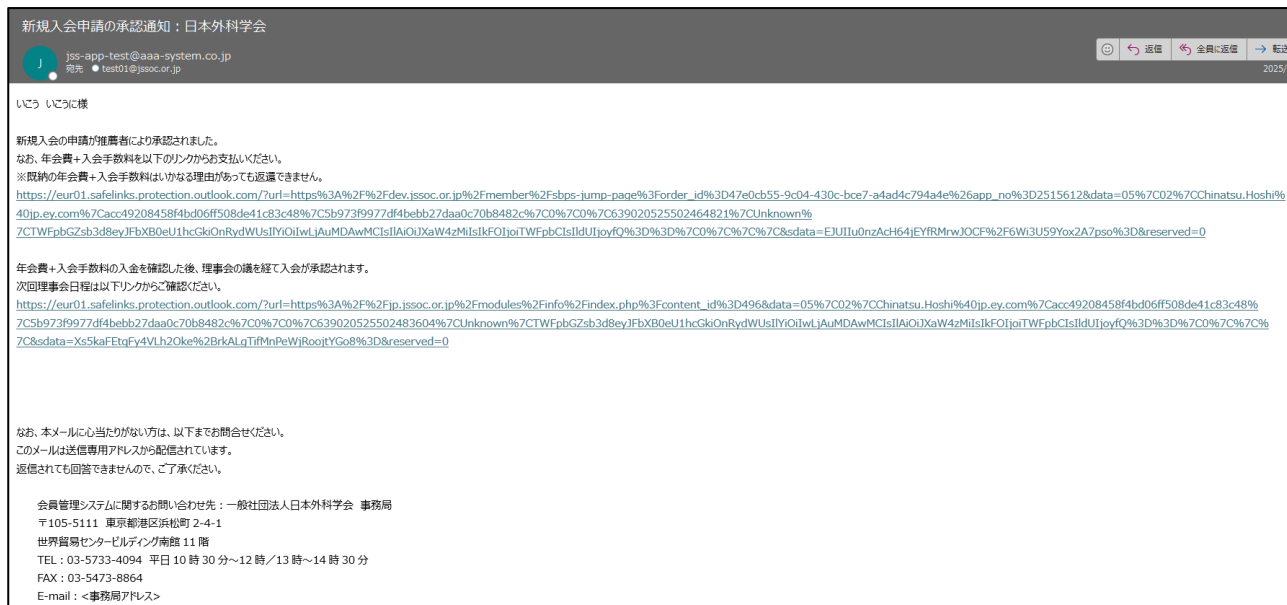 新規入会申請の承認通知：日本外科学会
J
jss-app-test@aaa-system.co.jp
宛先 test01@jssoc.or.jp
返信 全員に返信 転送
2025/
いこう いこうに様
新規入会の申請が推薦者により承認されました。
なお、年会費+入会手数料を以下のリンクからお支払いください。
※既納の年会費+入会手数料はいかなる理由があっても返還できません。
https://eur01.safelinks.protection.outlook.com/?url=https%3A%2F%2Fdev.jssoc.or.jp%2Fmember%2Fsbps-jump-page%3Forder_id%3D47e0cb55-9c04-430c-bce7-a4ad4c794a4e%26app_no%3D2515612&data=05%7C02%7CChinatsu.Hoshi%
40jp.ey.com%7Cacc49208458f4bd06ff508de41c83c48%7C5b973f9977df4bebb27daa0c70b8482c%7C0%7C0%7C639020525502464821%7CUnknown%
7CTWFpbGZsb3d8eyJFbXB0eU1hcGkiOnRydWUsIlYiOiIwLjAuMDAwMCIsIlAiOiJXaW4zMiIsIkFOIjoiTWFpbCIsIldUIjoyfQ%3D%3D%7C0%7C%7C%7C&sdata=EJUIIu0nzAcH64jEYfRMrwJOCF%2F6Wi3U59Yox2A7pso%3D&reserved=0
年会費+入会手数料の入金を確認した後、理事会の議を経て入会が承認されます。
次回理事会日程は以下リンクからご確認ください。
https://eur01.safelinks.protection.outlook.com/?url=https%3A%2F%2Fjp.jssoc.or.jp%2Fmodules%2Finfo%2Findex.php%3Fcontent_id%3D496&data=05%7C02%7CChinatsu.Hoshi%40jp.ey.com%7Cacc49208458f4bd06ff508de41c83c48%
7C5b973f9977df4bebb27daa0c70b8482c%7C0%7C0%7C639020525502483604%7CUnknown%7CTWFpbGZsb3d8eyJFbXB0eU1hcGkiOnRydWUsIlYiOiIwLjAuMDAwMCIsIlAiOiJXaW4zMiIsIkFOIjoiTWFpbCIsIldUIjoyfQ%3D%3D%7C0%7C%7C%
7C&sdata=Xs5kaFEtqFy4VLh2Oke%2BrkALgTifMnPeWjRoojtYGo8%3D&reserved=0
なお、本メールに心当たりがない方は、以下までお問合せください。
このメールは送信専用アドレスから配信されています。
返信されても回答できませんので、ご了承ください。
会員管理システムに関するお問い合わせ先：一般社団法人日本外科学会 事務局
〒105-5111 東京都港区浜松町 2-4-1
世界貿易センタービルディング南館 11 階
TEL：03-5733-4094 平日 10 時 30 分～12 時／13 時～14 時 30 分
FAX：03-5473-8864
E-mail：<事務局アドレス>